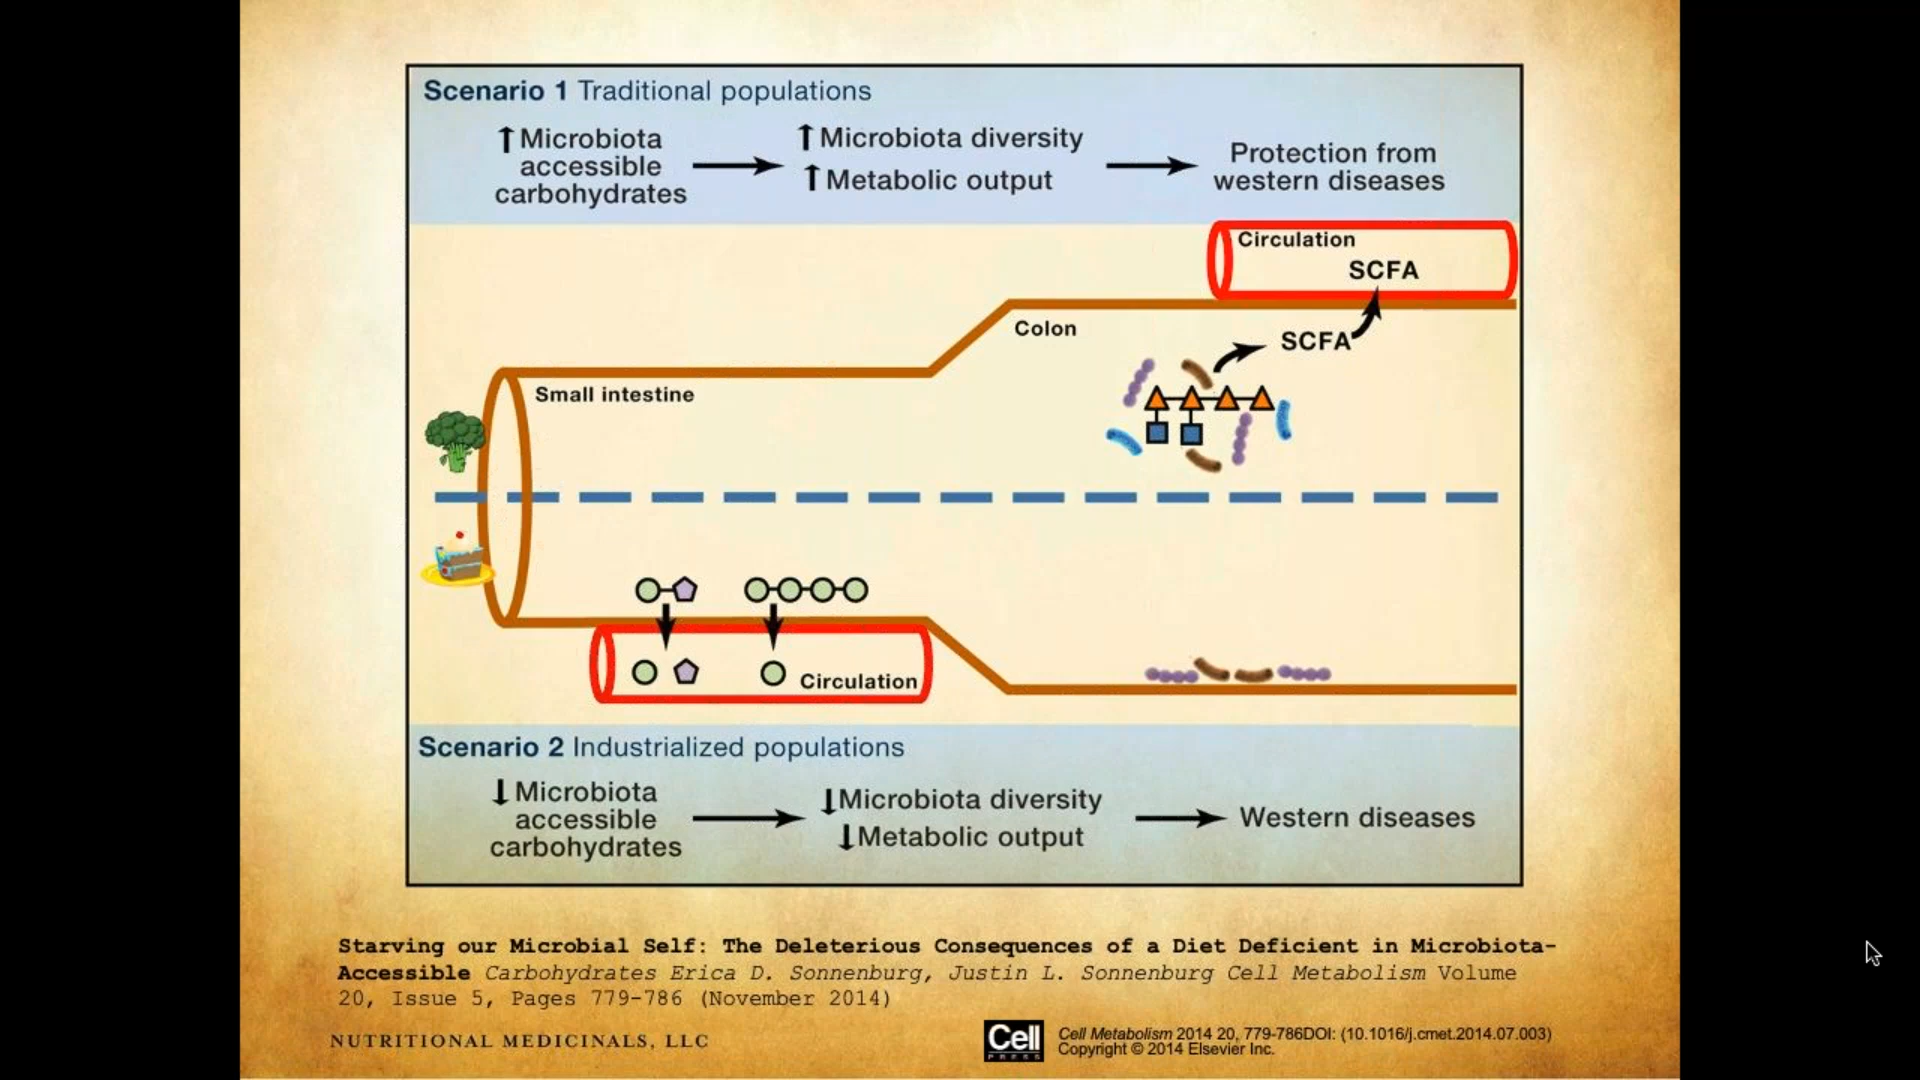 Scenario 1 Traditional populations
↑Microbiota
accessible
carbohydrates
↑Microbiota diversity
↑Metabolic output
Protection from
western diseases
Circulation
SCFA
Colon
SCFA
Small intestine
Circulation
Scenario 2 Industrialized populations
↓Microbiota
accessible
carbohydrates
↓Microbiota diversity
↓Metabolic output
Western diseases
Starving our Microbial Self: The Deleterious Consequences of a Diet Deficient in Microbiota-
Accessible Carbohydrates Erica D. Sonnenburg, Justin L. Sonnenburg Cell Metabolism Volume
20, Issue 5, Pages 779-786 (November 2014)
NUTRITIONAL MEDICINALS, LLC
Cell
PRESS
Cell Metabolism 2014 20, 779-786DOI: (10.1016/j.cmet.2014.07.003)
Copyright © 2014 Elsevier Inc.